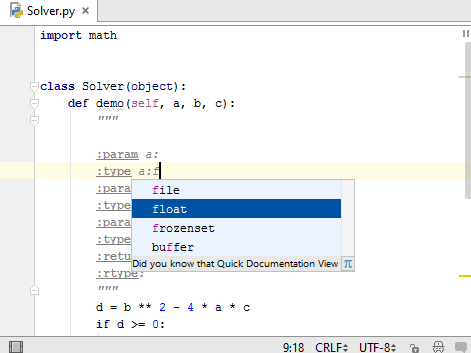 Solver.py
import math
class Solver(object):
def demo(self, a, b, c):
"""
:param a:
:type a:f
:para
file
:type
float
:para
frozenset
:type
buffer
:retu
Did you know that Quick Documentation View π
:rtype:
"""
d = b ** 2 - 4 * a * c
if d >= 0:
9:18 CRLF UTF-8